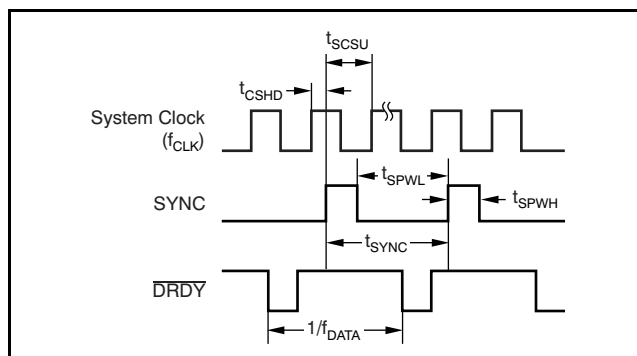 tSCSU
tCSHD
System Clock
(fCLK)
tSPWL
SYNC
tSPWH
tSYNC
DRDY
1/fDATA